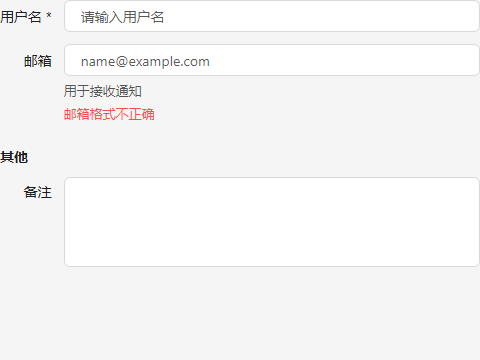 用户名 * 请输入用户名
邮箱 name@example.com
用于接收通知
邮箱格式不正确
其他
备注